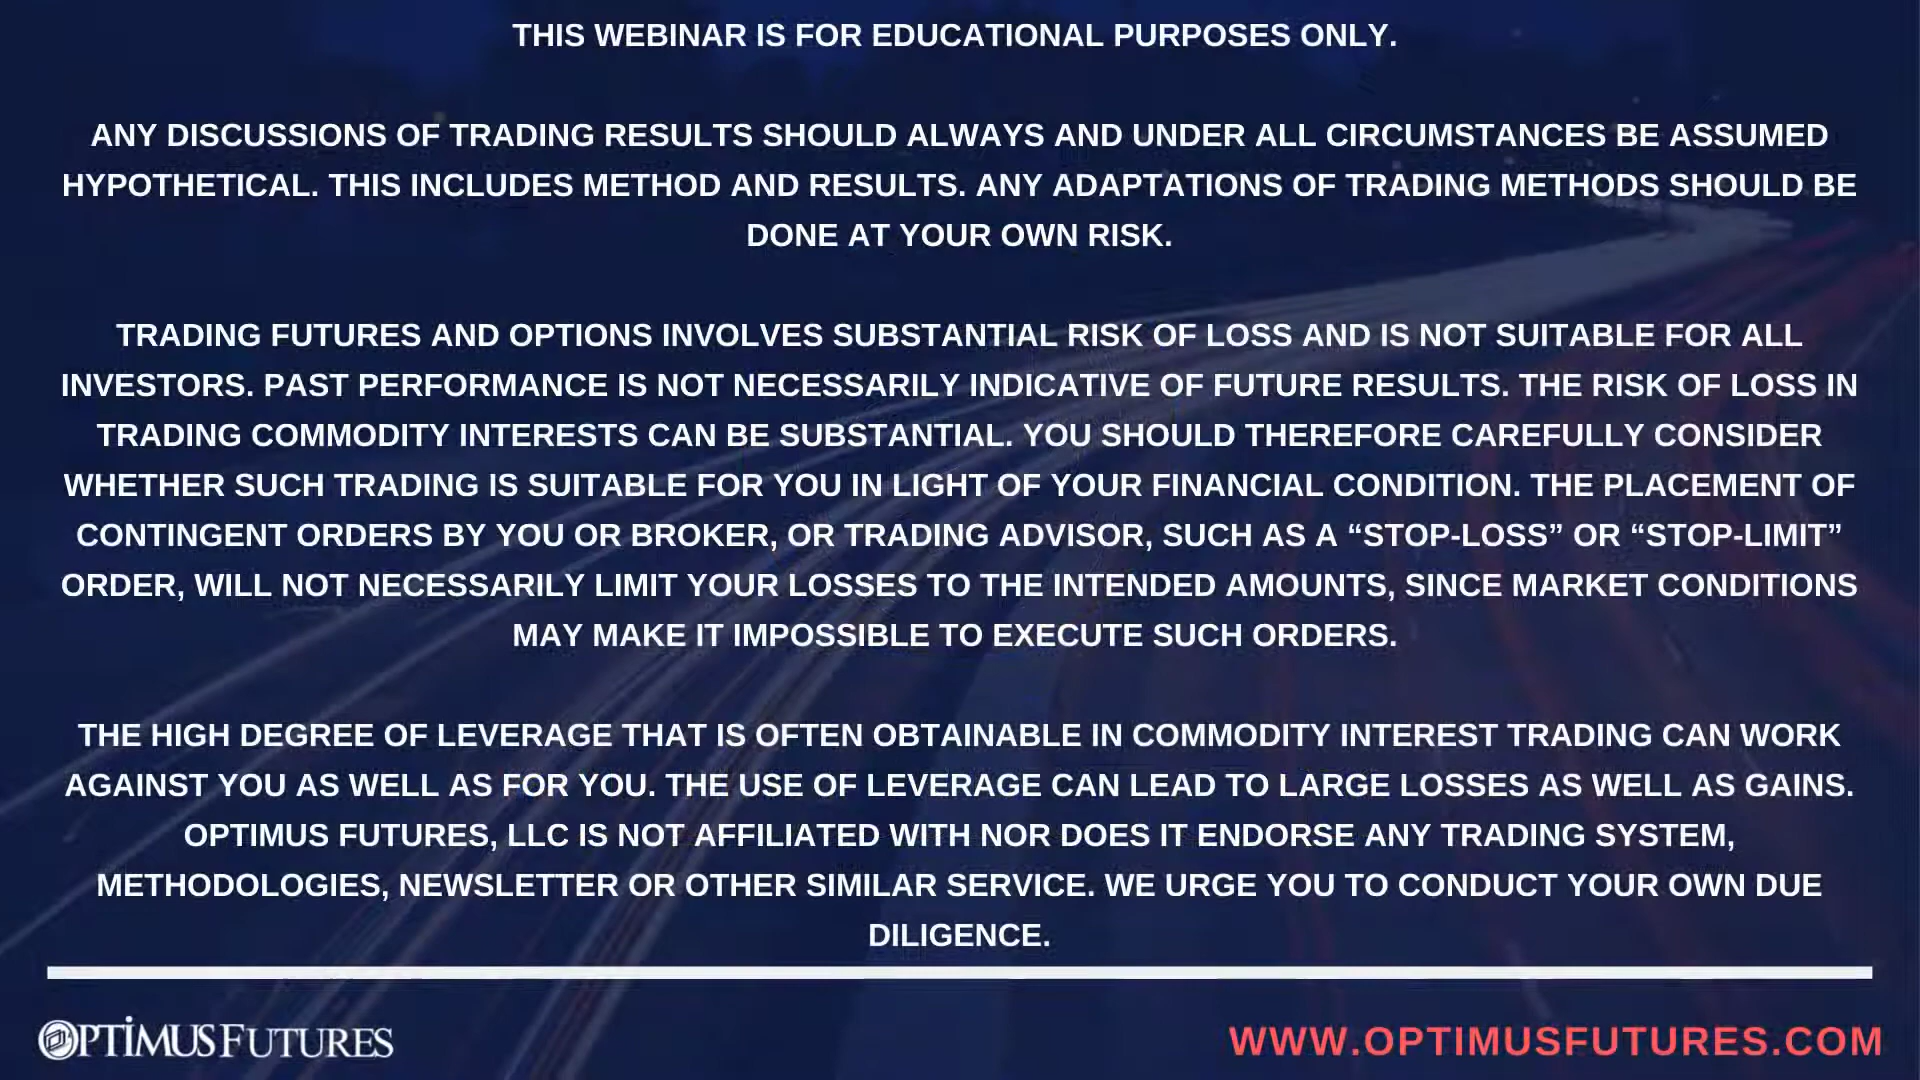 THIS WEBINAR IS FOR EDUCATIONAL PURPOSES ONLY.
ANY DISCUSSIONS OF TRADING RESULTS SHOULD ALWAYS AND UNDER ALL CIRCUMSTANCES BE ASSUMED
HYPOTHETICAL. THIS INCLUDES METHOD AND RESULTS. ANY ADAPTATIONS OF TRADING METHODS SHOULD BE
DONE AT YOUR OWN RISK.
TRADING FUTURES AND OPTIONS INVOLVES SUBSTANTIAL RISK OF LOSS AND IS NOT SUITABLE FOR ALL
INVESTORS. PAST PERFORMANCE IS NOT NECESSARILY INDICATIVE OF FUTURE RESULTS. THE RISK OF LOSS IN
TRADING COMMODITY INTERESTS CAN BE SUBSTANTIAL. YOU SHOULD THEREFORE CAREFULLY CONSIDER
WHETHER SUCH TRADING IS SUITABLE FOR YOU IN LIGHT OF YOUR FINANCIAL CONDITION. THE PLACEMENT OF
CONTINGENT ORDERS BY YOU OR BROKER, OR TRADING ADVISOR, SUCH AS A “STOP-LOSS” OR “STOP-LIMIT”
ORDER, WILL NOT NECESSARILY LIMIT YOUR LOSSES TO THE INTENDED AMOUNTS, SINCE MARKET CONDITIONS
MAY MAKE IT IMPOSSIBLE TO EXECUTE SUCH ORDERS.
THE HIGH DEGREE OF LEVERAGE THAT IS OFTEN OBTAINABLE IN COMMODITY INTEREST TRADING CAN WORK
AGAINST YOU AS WELL AS FOR YOU. THE USE OF LEVERAGE CAN LEAD TO LARGE LOSSES AS WELL AS GAINS.
OPTIMUS FUTURES, LLC IS NOT AFFILIATED WITH NOR DOES IT ENDORSE ANY TRADING SYSTEM,
METHODOLOGIES, NEWSLETTER OR OTHER SIMILAR SERVICE. WE URGE YOU TO CONDUCT YOUR OWN DUE
DILIGENCE.
OPTIMUS FUTURES
WWW.OPTIMUSFUTURES.COM